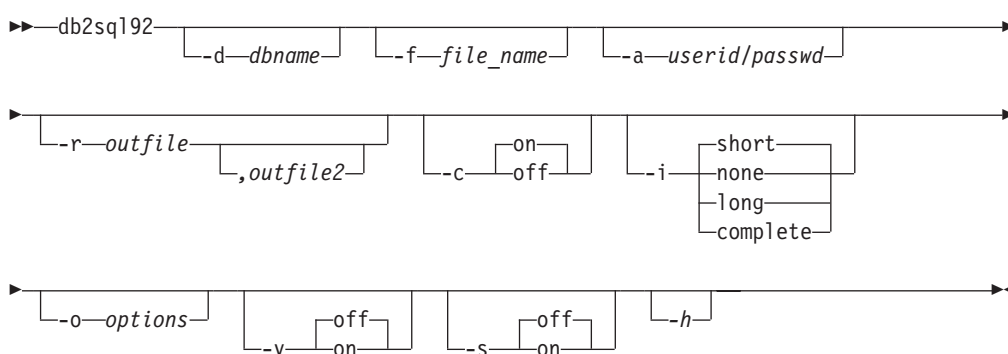 db2sql92
-d dbname -f file_name -a userid/passwd
-r outfile
,outfile2
-c
on
off
-i
short
none
long
complete
-o options
-v
off
on
-s
off
on
-h